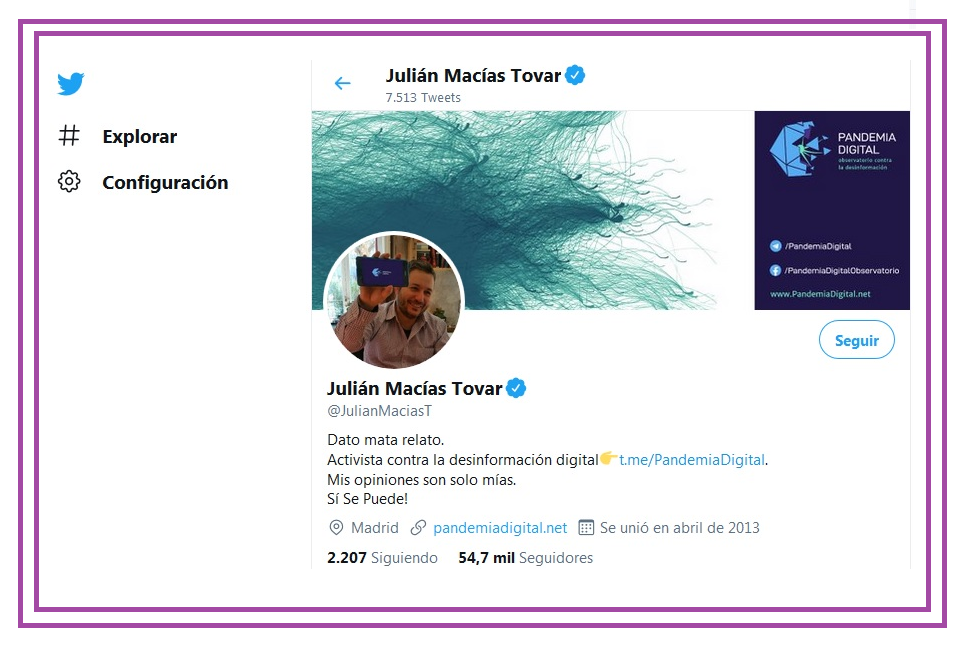 Julián Macías Tovar
7.513 Tweets
Explorar
Configuración
PANDEMIA
DIGITAL
observatorio contra
la desinformación
/PandemiaDigital
/PandemiaDigitalObservatorio
www.PandemiaDigital.net
Seguir
Julián Macías Tovar
@JulianMaciasT
Dato mata relato.
Activista contra la desinformación digital👉t.me/PandemiaDigital.
Mis opiniones son solo mías.
Sí Se Puede!
Madrid pandemiadigital.net Se unió en abril de 2013
2.207 Siguiendo 54,7 mil Seguidores